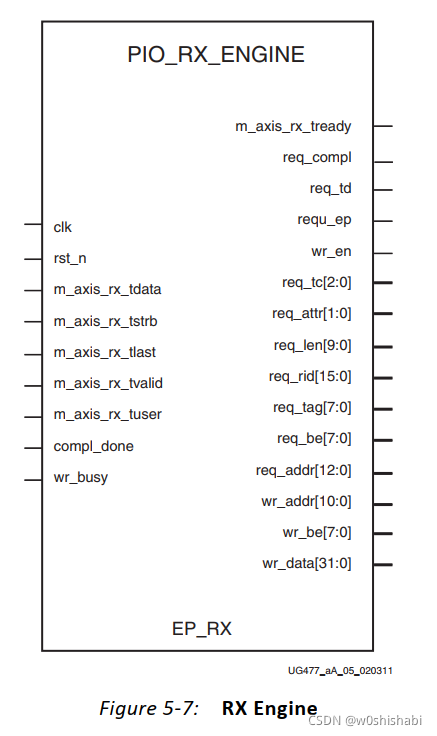 PIO_RX_ENGINE
clk
rst_n
m_axis_rx_tdata
m_axis_rx_tstrb
m_axis_rx_tlast
m_axis_rx_tvalid
m_axis_rx_tuser
compl_done
wr_busy
m_axis_rx_tready
req_compl
req_td
requ_ep
wr_en
req_tc[2:0]
req_attr[1:0]
req_len[9:0]
req_rid[15:0]
req_tag[7:0]
req_be[7:0]
req_addr[12:0]
wr_addr[10:0]
wr_be[7:0]
wr_data[31:0]
EP_RX
UG477_aA_05_020311
Figure 5-7: RX Engine
CSDN @w0shishabi